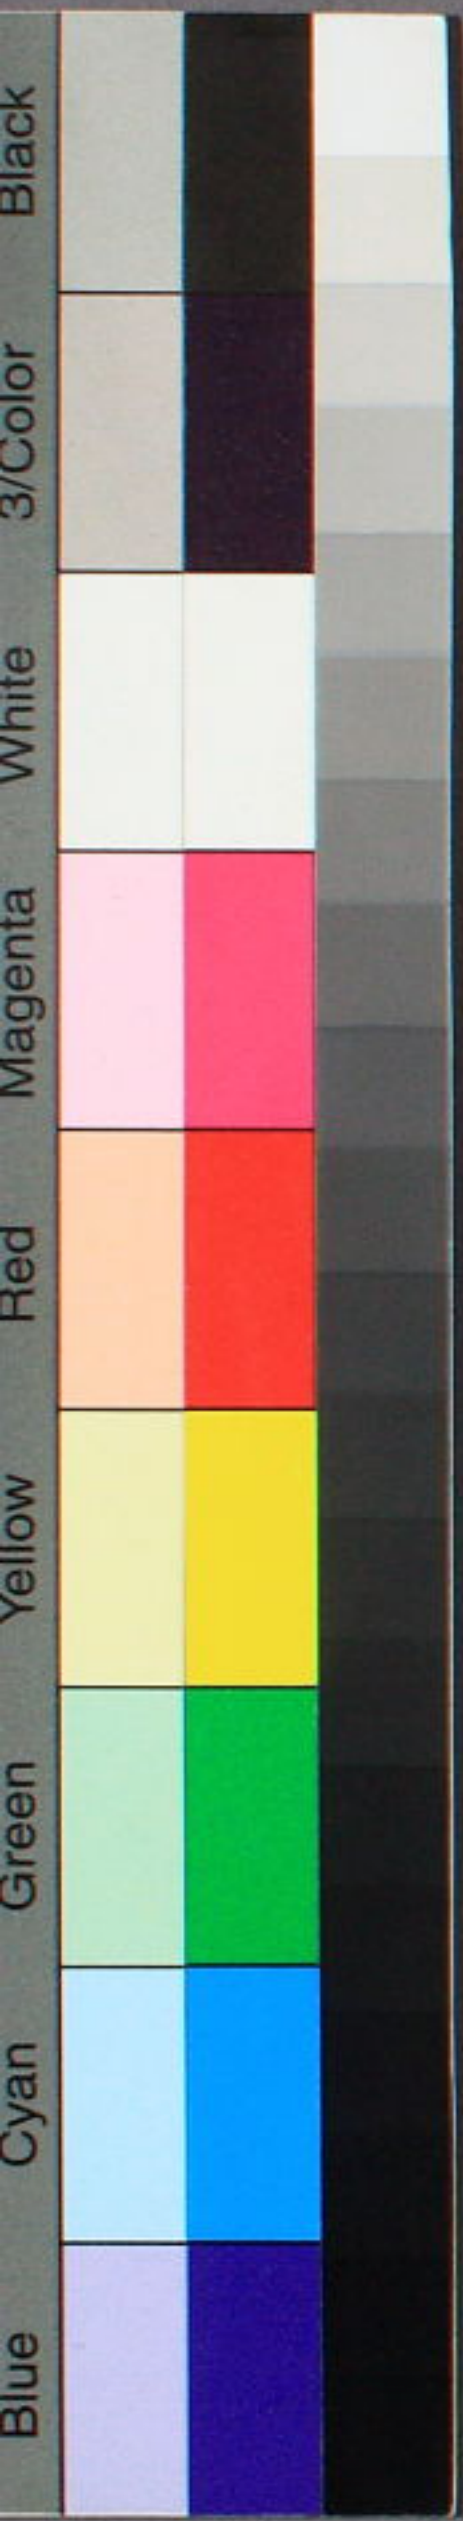 Black
3/Color
White
Magenta
Red
Yellow
Green
Cyan
Blue